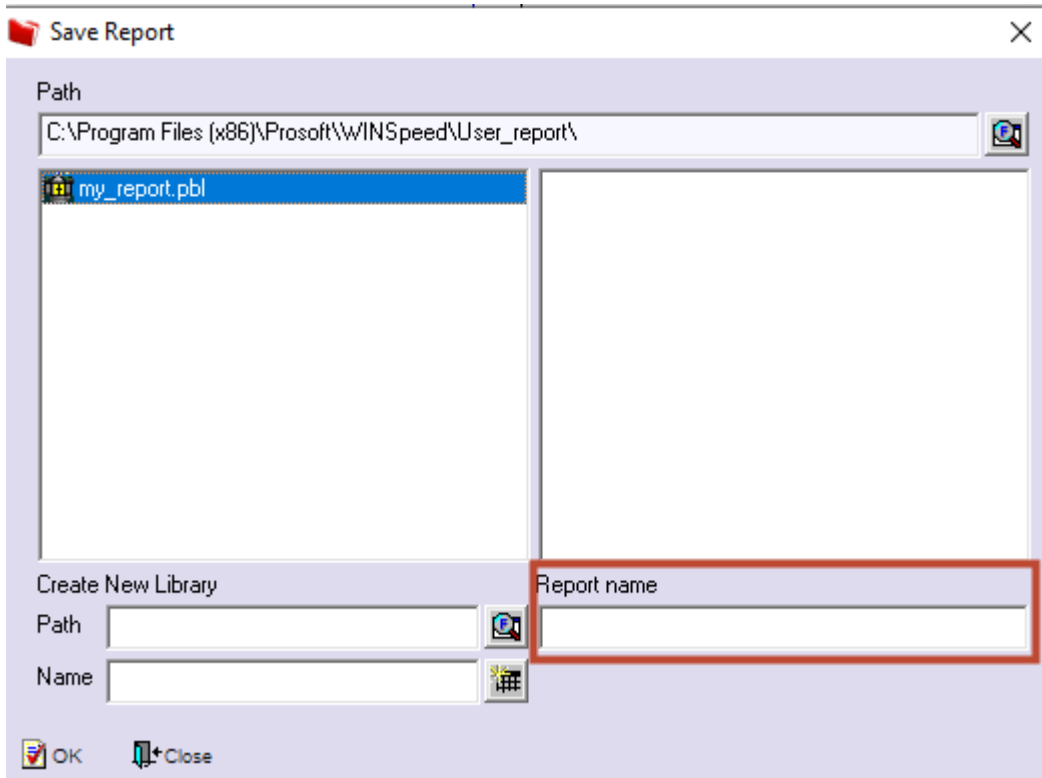 Save Report
Path
C:\Program Files (x86)\Prosoft\WINSpeed\User_report\
my_report.pbl
Create New Library
Report name
Path
Name
OK
Close